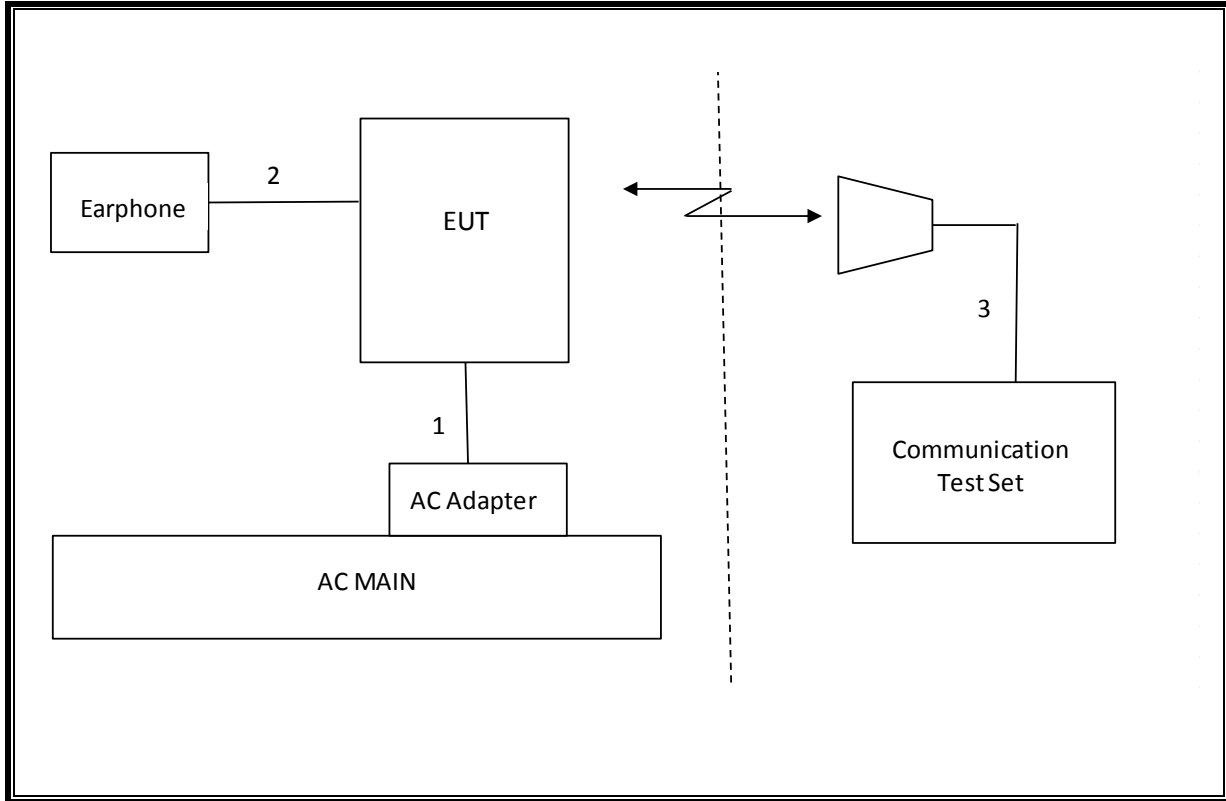 Earphone
2
EUT
1
AC Adapter
AC MAIN
3
Communication
Test Set